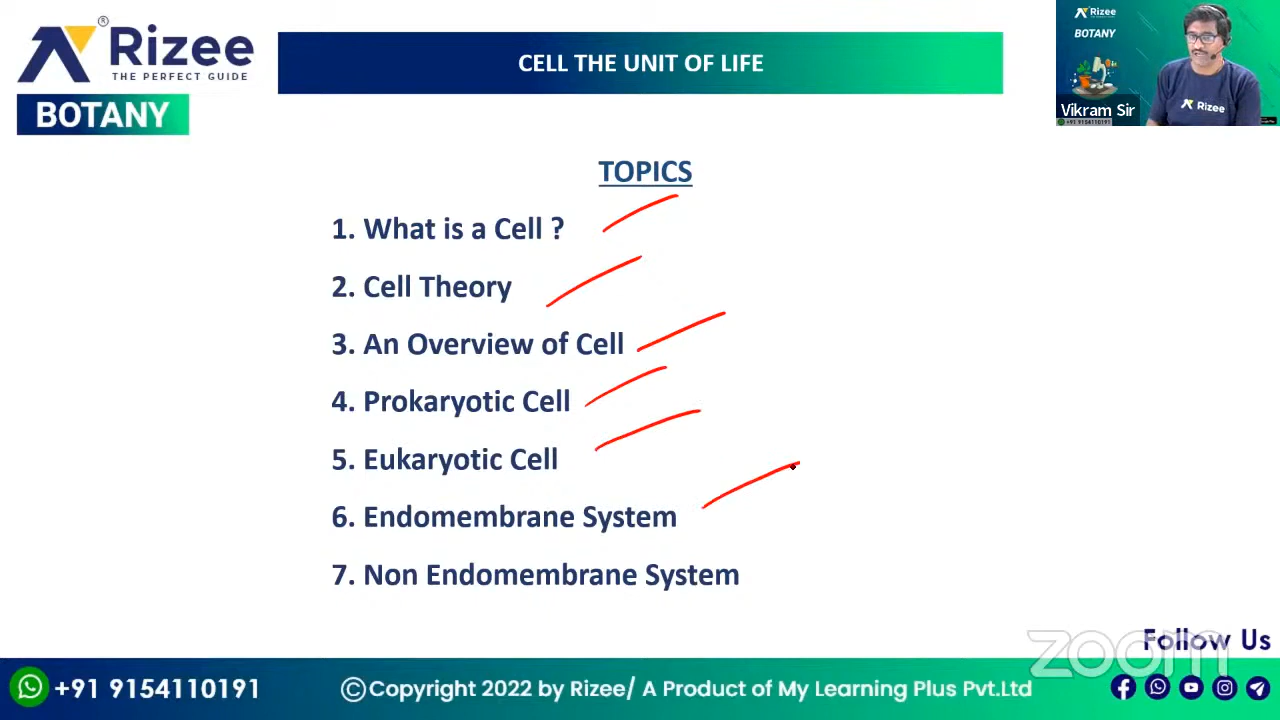 Rizee®
THE PERFECT GUIDE
BOTANY
CELL THE UNIT OF LIFE
Rizee
BOTANY
Rizee
Vikram Sir
+91 9154110191
TOPICS
1. What is a Cell ?
2. Cell Theory
3. An Overview of Cell
4. Prokaryotic Cell
5. Eukaryotic Cell
6. Endomembrane System
7. Non Endomembrane System
zoom
Follow Us
+91 9154110191
©Copyright 2022 by Rizee/ A Product of My Learning Plus Pvt.Ltd